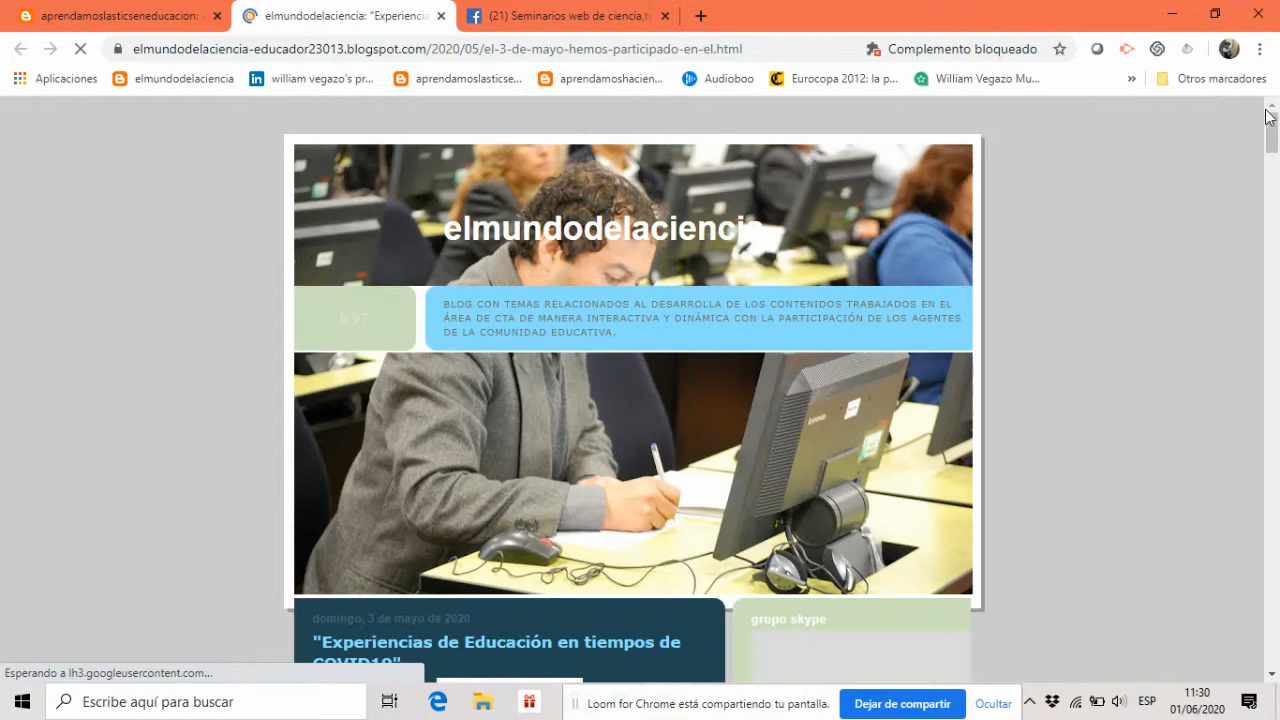 aprendamoslasticseneducacion:
elmundodelaciencia: "Experiencia
(21) Seminarios web de ciencia,te
elmundodelaciencia-educador23013.blogspot.com/2020/05/el-3-de-mayo-hemos-participado-en-el.html
Complemento bloqueado
Aplicaciones
elmundodelaciencia
william vegazo's pr...
aprendamoslasticse...
aprendamoshacien...
Audioboo
Eurocopa 2012: la p...
William Vegazo Mu...
»
Otros marcadores
elmundodelaciencia
BLOG CON TEMAS RELACIONADOS AL DESARROLLA DE LOS CONTENIDOS TRABAJADOS EN EL
ÁREA DE CTA DE MANERA INTERACTIVA Y DINÁMICA CON LA PARTICIPACIÓN DE LOS AGENTES
DE LA COMUNIDAD EDUCATIVA.
lenovo
domingo, 3 de mayo de 2020
"Experiencias de Educación en tiempos de
COVID19"
grupo skype
Esperando a lh3.googleusercontent.com...
Escribe aquí para buscar
Loom for Chrome está compartiendo tu pantalla.
Dejar de compartir
Ocultar
ESP
11:30
01/06/2020